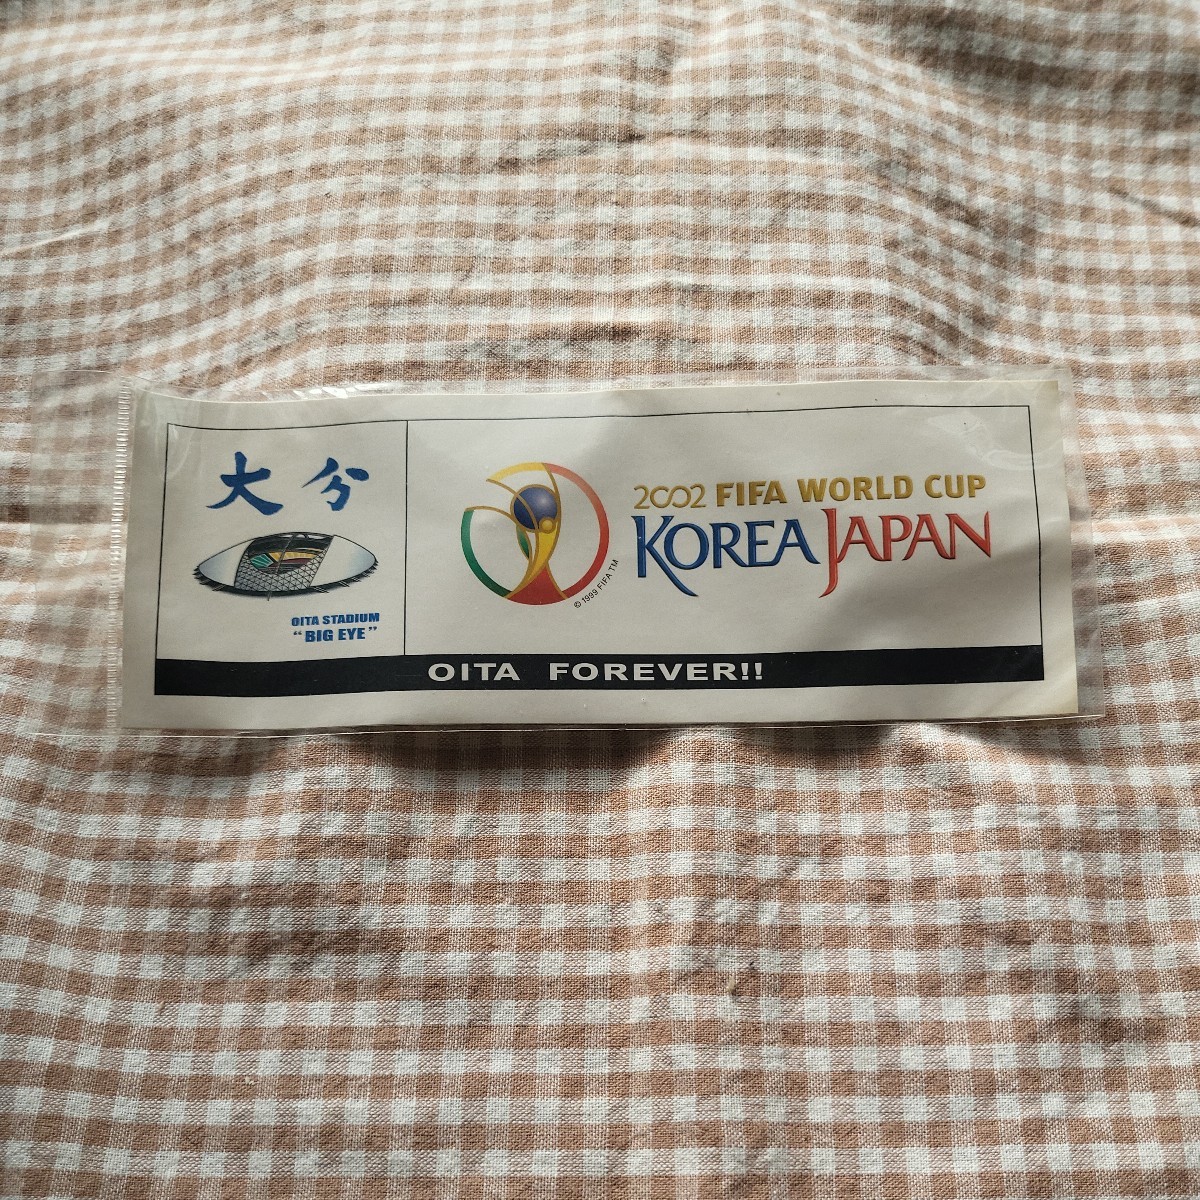 大分
OITA STADIUM
"BIG EYE"
© 1999 FIFA TM
2002 FIFA WORLD CUP
KOREA JAPAN
OITA FOREVER!!